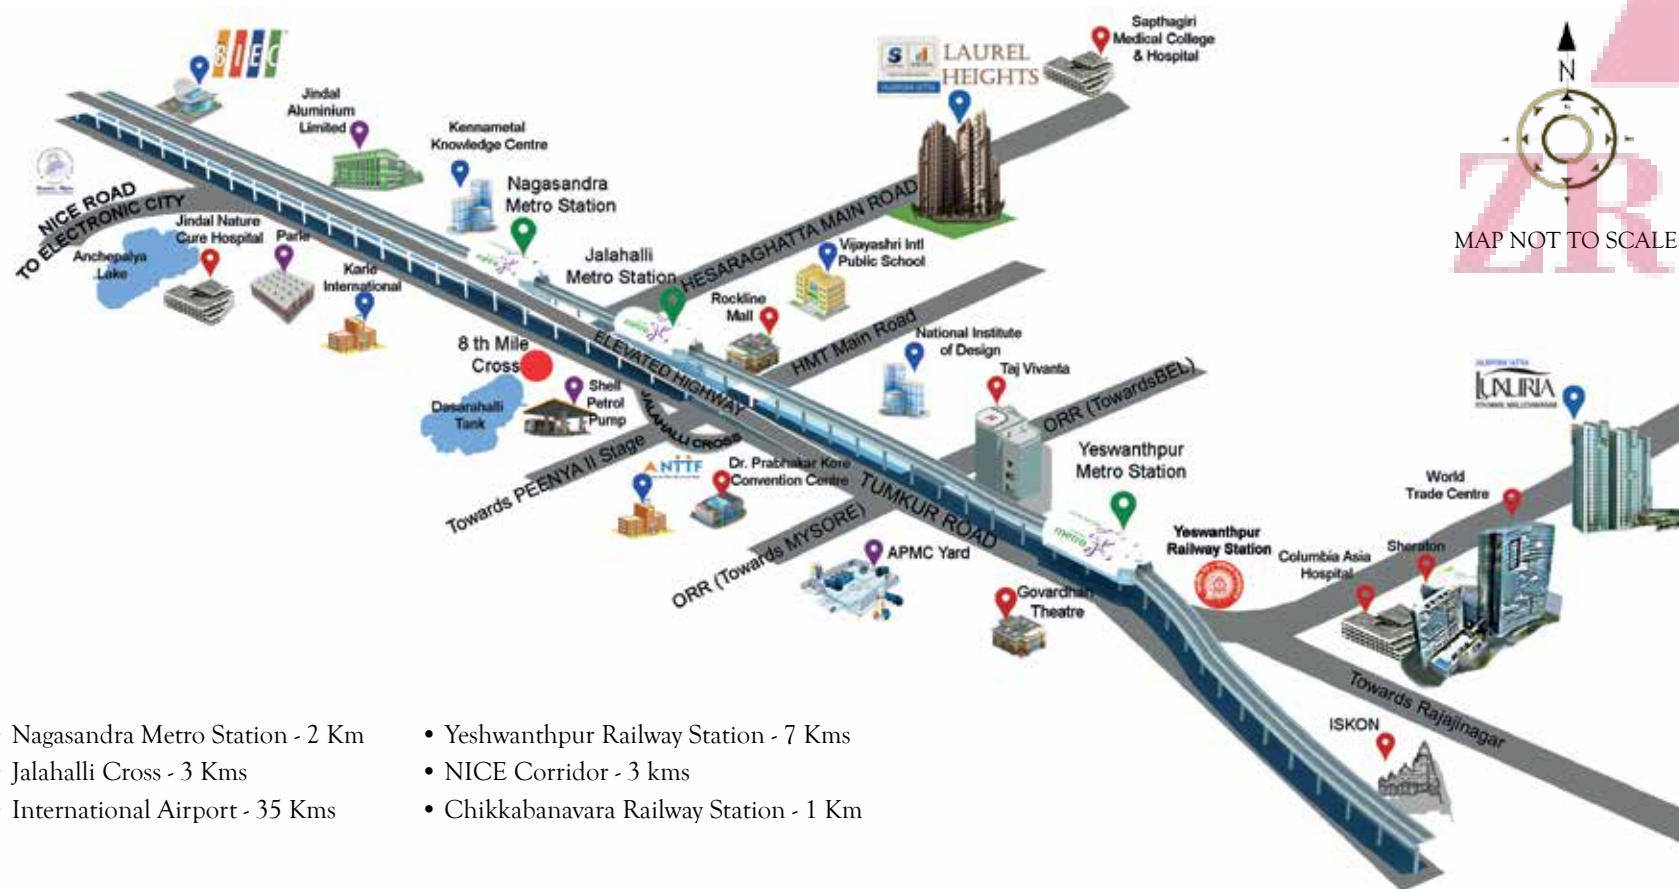 BIEC
Jindal
Aluminium
Limited
Kennametal
Knowledge Centre
Nagasandra
Metro Station
Jalahalli
Metro Station
S
LAUREL
HEIGHTS
Sapthagiri
Medical College
& Hospital
N
ZR
MAP NOT TO SCALE
NICE ROAD
TO ELECTRONIC CITY
Anchepalya
Lake
Jindal Nature
Cure Hospital
Parle
Karle
International
8 th Mile
Cross
Dasarahalli
Tank
Shell
Petrol
Pump
HESARAGHATTA MAIN ROAD
Vijayashri Intl
Public School
Rockline
Mall
HMT Main Road
ELEVATED HIGHWAY
JALAHALLI CROSS
Towards PEENYA II Stage
National Institute
of Design
Taj Vivanta
ORR (TowardsBEL)
NTTF
Dr. Prabhakar Kore
Convention Centre
TUMKUR ROAD
ORR (Towards MYSORE)
APMC Yard
Yeswanthpur
Metro Station
metro
Yeswanthpur
Railway Station
Govardhan
Theatre
LUXURIA
World
Trade Centre
Sheraton
Columbia Asia
Hospital
Towards Rajajinagar
ISKON
Nagasandra Metro Station - 2 Km
Jalahalli Cross - 3 Kms
International Airport - 35 Kms
• Yeshwanthpur Railway Station - 7 Kms
• NICE Corridor - 3 kms
• Chikkabanavara Railway Station - 1 Km